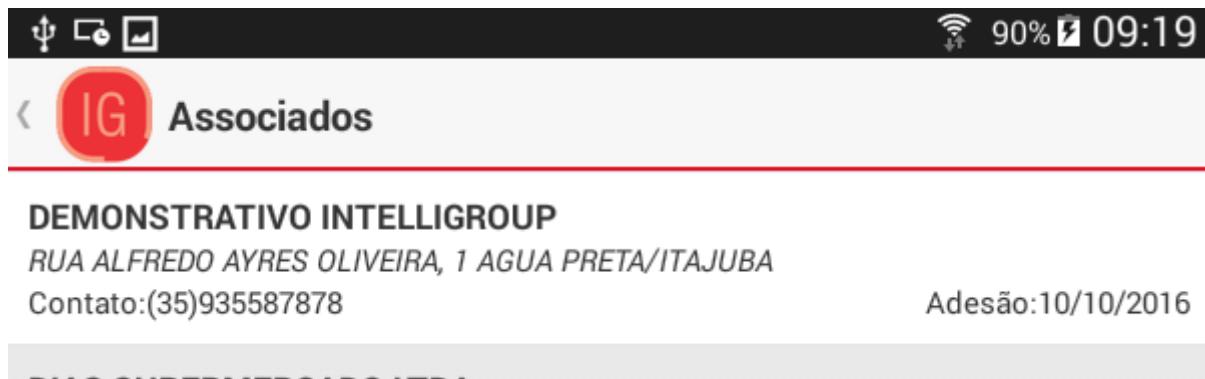 90% 09:19
IG Associados
DEMONSTRATIVO INTELLIGROUP
RUA ALFREDO AYRES OLIVEIRA, 1 AGUA PRETA/ITAJUBA
Contato:(35)935587878 Adesão:10/10/2016